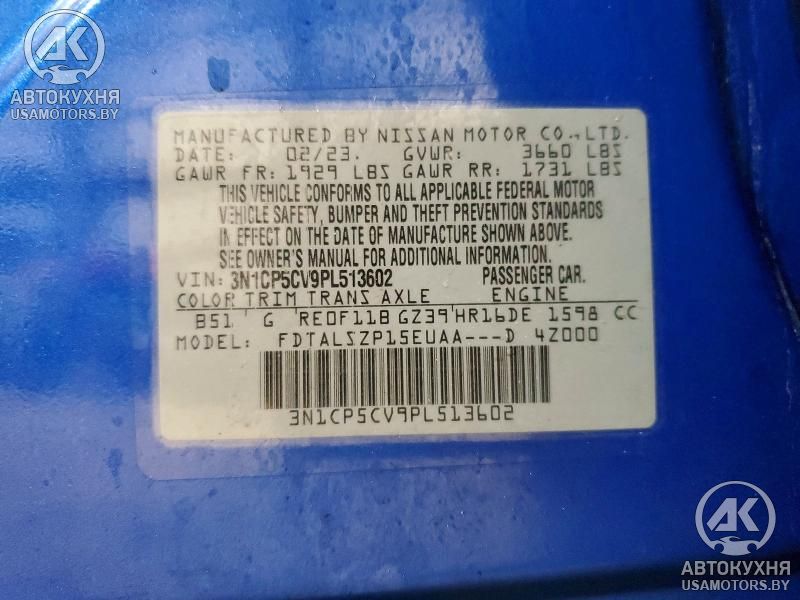 AK
АВТОКУХНЯ
USAMOTORS.BY
MANUFACTURED BY NISSAN MOTOR CO.,LTD.
DATE: 02/23. GVWR: 3660 LBS
GAWR FR: 1929 LBS GAWR RR: 1731 LBS
THIS VEHICLE CONFORMS TO ALL APPLICABLE FEDERAL MOTOR
VEHICLE SAFETY, BUMPER AND THEFT PREVENTION STANDARDS
IN EFFECT ON THE DATE OF MANUFACTURE SHOWN ABOVE.
SEE OWNER'S MANUAL FOR ADDITIONAL INFORMATION.
VIN: 3N1CP5CV9PL513602 PASSENGER CAR.
COLOR TRIM TRANS AXLE ENGINE
B51 G RE0F11B GZ39 HR16DE 1598 CC
MODEL: FDTALSZP15EUAA---D 4Z000
3N1CP5CV9PL513602
AK
АВТОКУХНЯ
USAMOTORS.BY